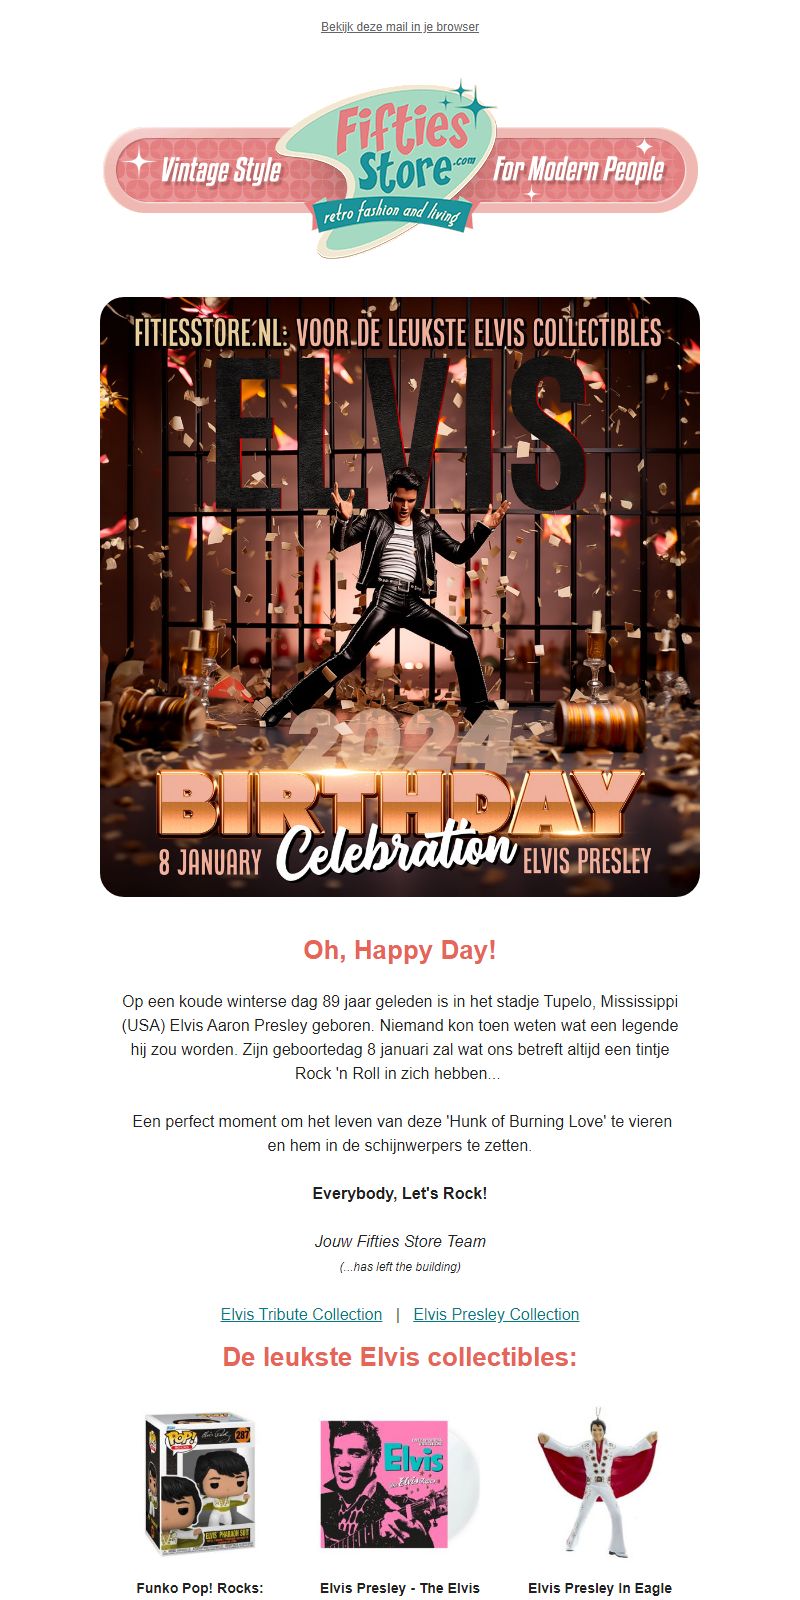 Bekijk deze mail in je browser
Vintage Style
Fifties
Store.com
For Modern People
retro fashion and living
FITIESSTORE.NL: VOOR DE LEUKSTE ELVIS COLLECTIBLES
ELVIS
2024
BIRTHDAY
8 JANUARY Celebration ELVIS PRESLEY
Oh, Happy Day!
Op een koude winterse dag 89 jaar geleden is in het stadje Tupelo, Mississippi
(USA) Elvis Aaron Presley geboren. Niemand kon toen weten wat een legende
hij zou worden. Zijn geboortedag 8 januari zal wat ons betreft altijd een tintje
Rock 'n Roll in zich hebben...
Een perfect moment om het leven van deze 'Hunk of Burning Love' te vieren
en hem in de schijnwerpers te zetten.
Everybody, Let's Rock!
Jouw Fifties Store Team
(...has left the building)
Elvis Tribute Collection | Elvis Presley Collection
De leukste Elvis collectibles:
POP!
287
ELVIS PHARAOH SUIT
Elvis
Funko Pop! Rocks:
Elvis Presley - The Elvis
Elvis Presley In Eagle